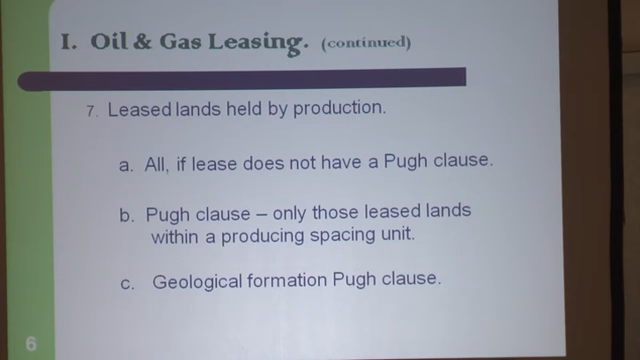 I. Oil & Gas Leasing. (continued)
7. Leased lands held by production.
a. All, if lease does not have a Pugh clause.
b. Pugh clause – only those leased lands
within a producing spacing unit.
c. Geological formation Pugh clause.
6